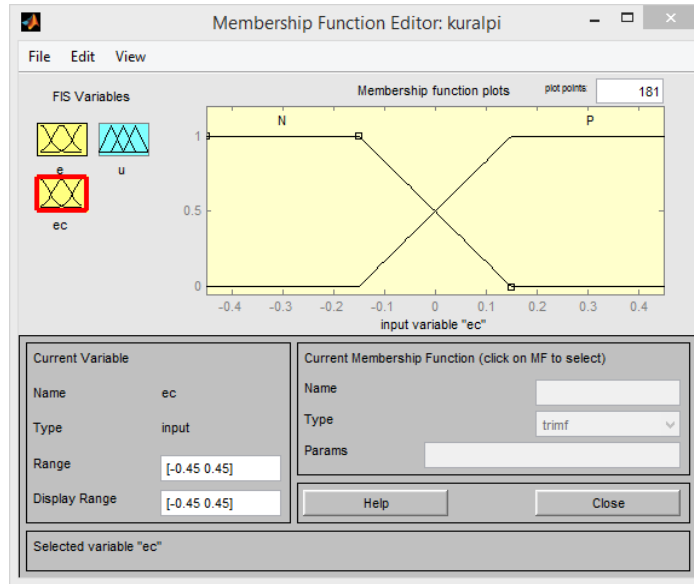 Membership Function Editor: kuralpi
File Edit View
FIS Variables
e
u
ec
Membership function plots
plot points:
181
N
P
1
0.5
0
-0.4 -0.3 -0.2 -0.1 0 0.1 0.2 0.3 0.4
input variable "ec"
Current Variable
Name ec
Type input
Range [-0.45 0.45]
Display Range [-0.45 0.45]
Current Membership Function (click on MF to select)
Name
Type trimf
Params
Help Close
Selected variable "ec"